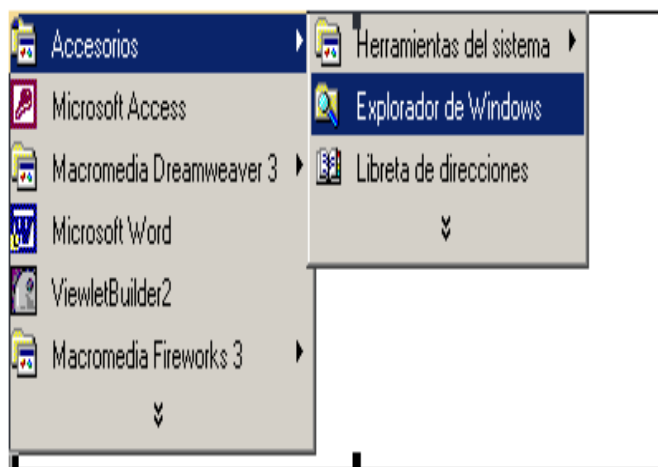 Accesorios
Microsoft Access
Macromedia Dreamweaver 3
Microsoft Word
ViewletBuilder2
Macromedia Fireworks 3
Herramientas del sistema
Explorador de Windows
Libreta de direcciones